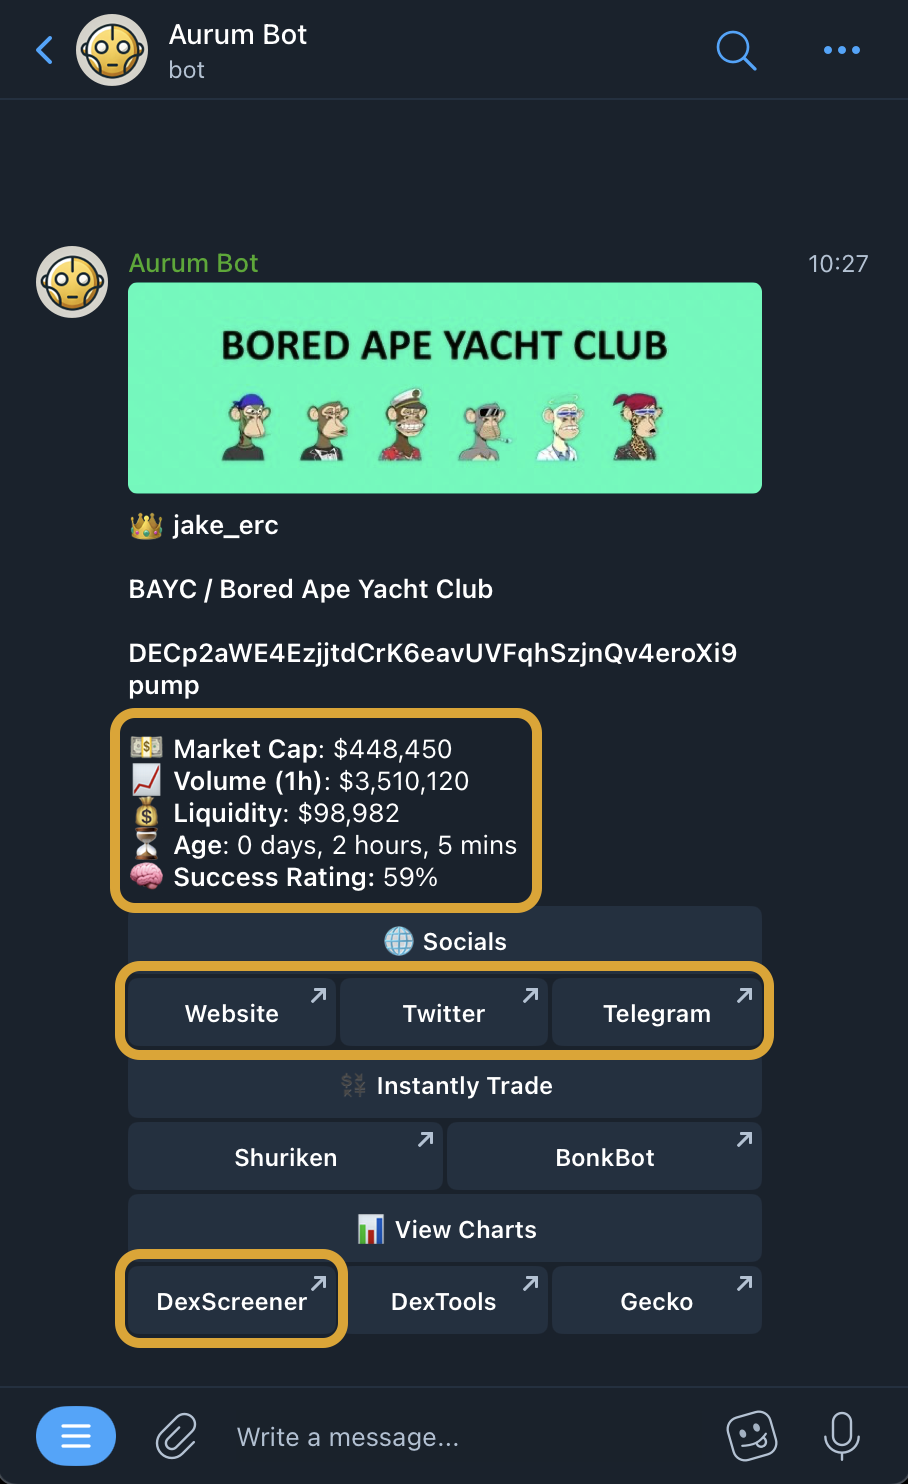 Aurum Bot
bot
Aurum Bot
10:27
BORED APE YACHT CLUB
jake_erc
BAYC / Bored Ape Yacht Club
DECp2aWE4EzjjtdCrK6eavUVFqhSzjnQv4eroXi9
pump
Market Cap: $448,450
Volume (1h): $3,510,120
Liquidity: $98,982
Age: 0 days, 2 hours, 5 mins
Success Rating: 59%
Socials
Website Twitter Telegram
Instantly Trade
Shuriken BonkBot
View Charts
DexScreener DexTools Gecko
Write a message...